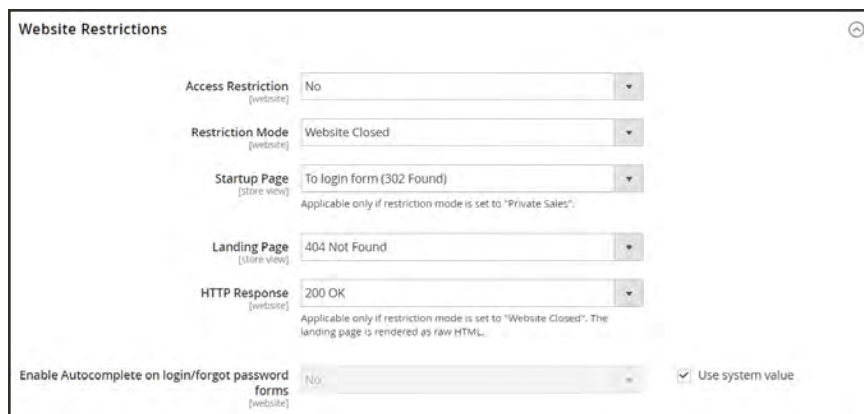 Website Restrictions
Access Restriction
[website]
No
Restriction Mode
[website]
Website Closed
Startup Page
[store view]
To login form (302 Found)
Applicable only if restriction mode is set to "Private Sales".
Landing Page
[store view]
404 Not Found
HTTP Response
[website]
200 OK
Applicable only if restriction mode is set to "Website Closed". The
landing page is rendered as raw HTML.
Enable Autocomplete on login/forgot password
forms
[website]
No
Use system value